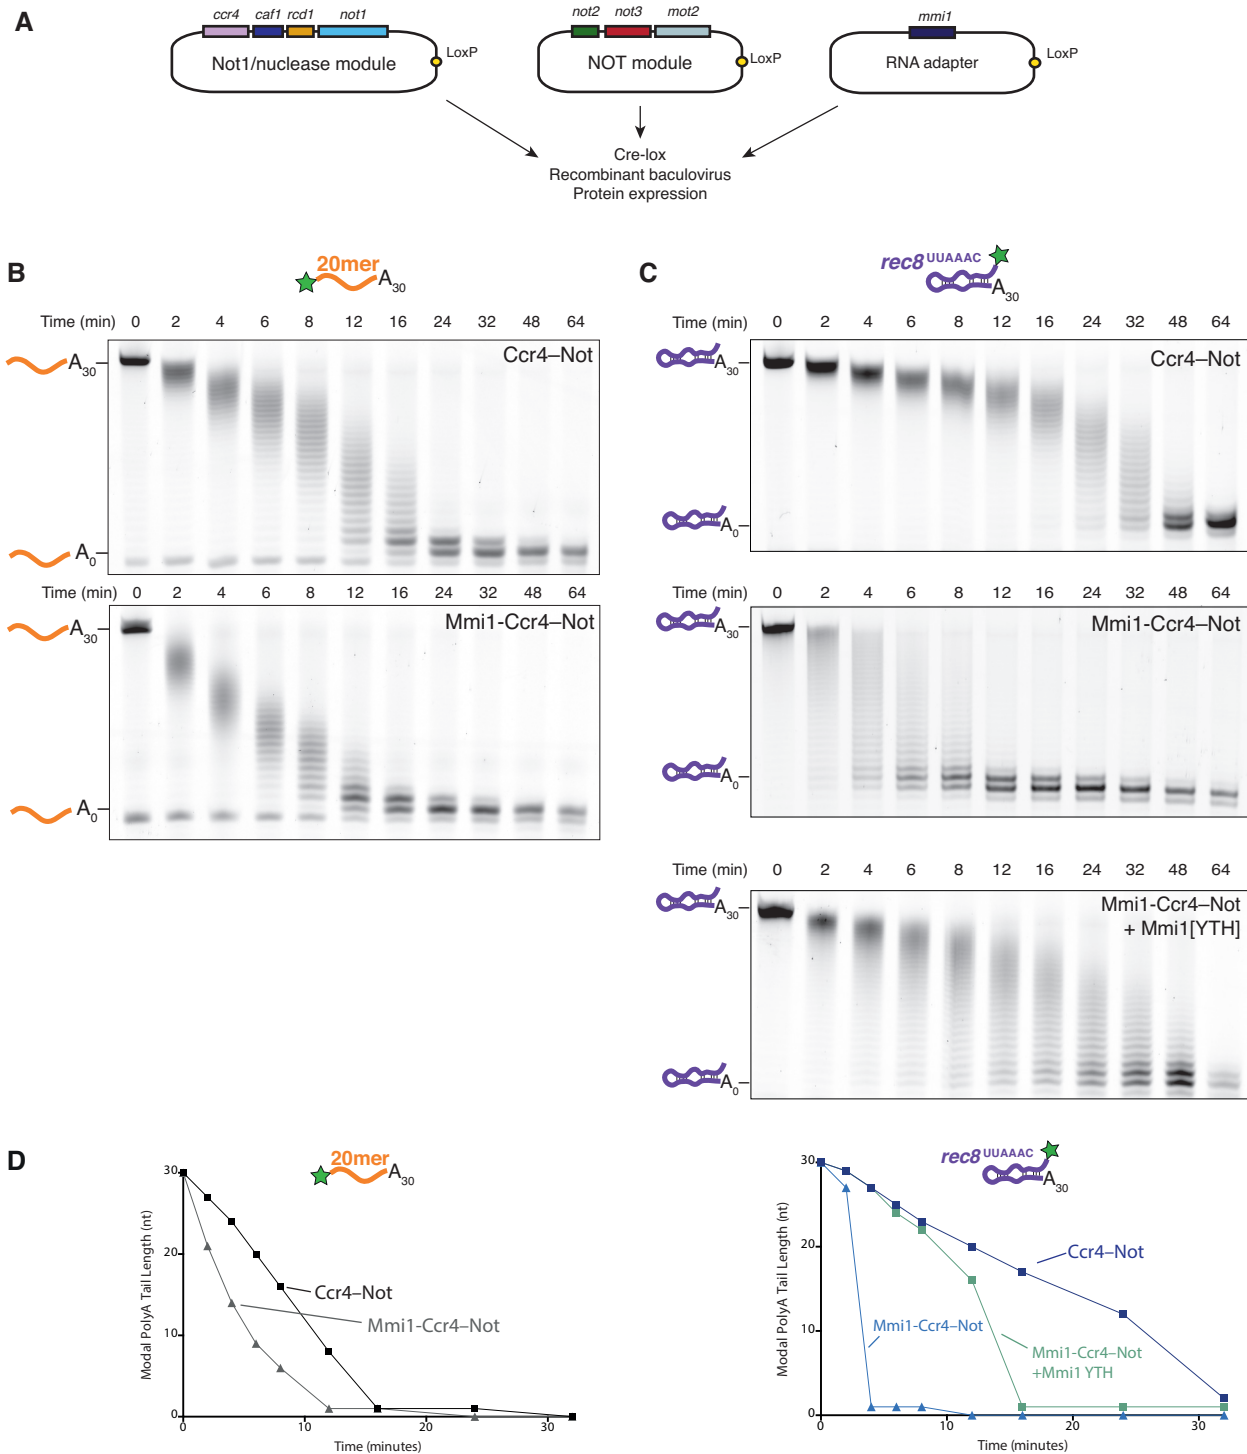 A
ccr4 caf1 rcd1 not1
Not1/nuclease module
LoxP
not2 not3 mot2
NOT module
LoxP
mmi1
RNA adapter
LoxP
Cre-lox
Recombinant baculovirus
Protein expression
B
20mer
A30
Time (min) 0 2 4 6 8 12 16 24 32 48 64
Ccr4–Not
A30
A0
Time (min) 0 2 4 6 8 12 16 24 32 48 64
Mmi1-Ccr4–Not
A30
A0
C
rec8 UUAAAC
A30
Time (min) 0 2 4 6 8 12 16 24 32 48 64
Ccr4–Not
A30
A0
Time (min) 0 2 4 6 8 12 16 24 32 48 64
Mmi1-Ccr4–Not
A30
A0
Time (min) 0 2 4 6 8 12 16 24 32 48 64
Mmi1-Ccr4–Not
+ Mmi1[YTH]
A30
A0
D
20mer
A30
Modal PolyA Tail Length (nt)
30
20
10
0
Ccr4–Not
Mmi1-Ccr4–Not
0 10 20 30
Time (minutes)
rec8 UUAAAC
A30
Modal PolyA Tail Length (nt)
30
20
10
0
Ccr4–Not
Mmi1-Ccr4–Not
Mmi1-Ccr4–Not
+Mmi1 YTH
0 10 20 30
Time (minutes)